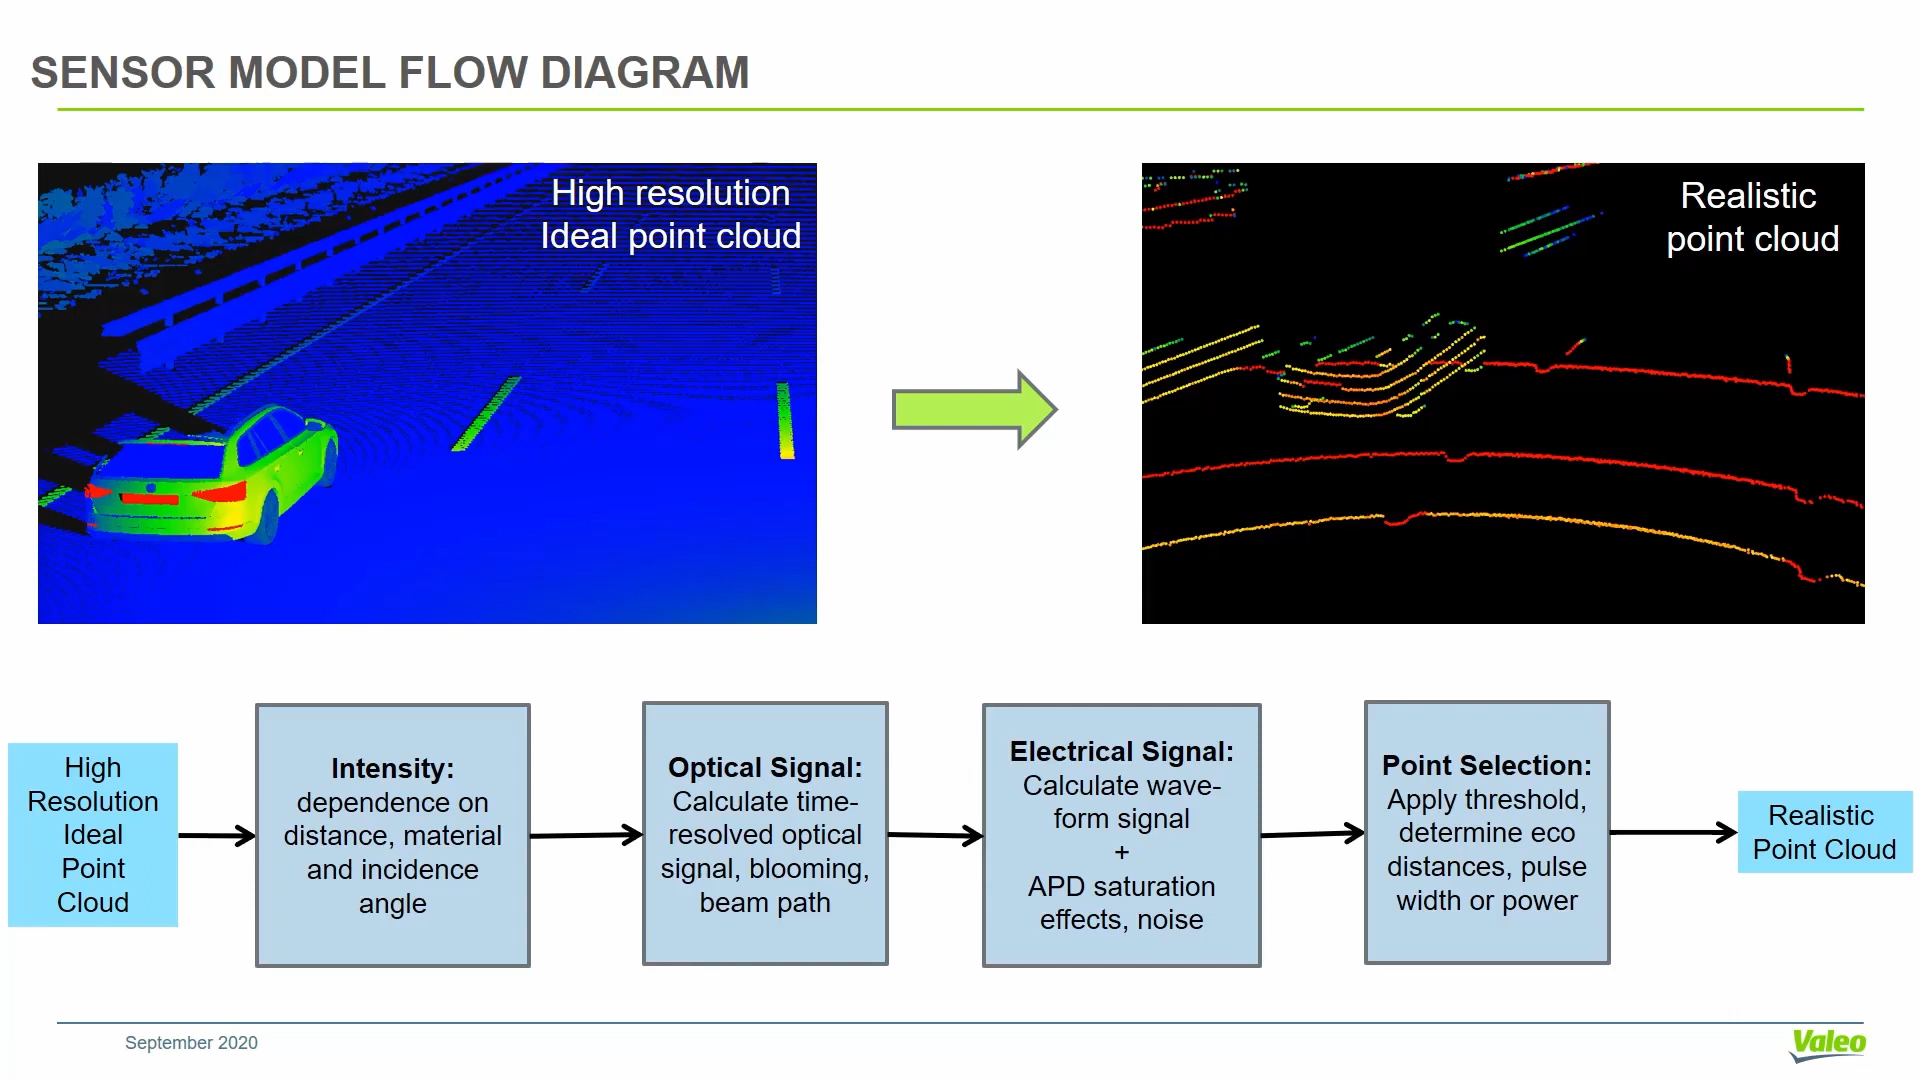 SENSOR MODEL FLOW DIAGRAM
High resolution
Ideal point cloud
Realistic
point cloud
High
Resolution
Ideal
Point
Cloud
Intensity:
dependence on
distance, material
and incidence
angle
Optical Signal:
Calculate time-
resolved optical
signal, blooming,
beam path
Electrical Signal:
Calculate wave-
form signal
+
APD saturation
effects, noise
Point Selection:
Apply threshold,
determine eco
distances, pulse
width or power
Realistic
Point Cloud
September 2020
Valeo